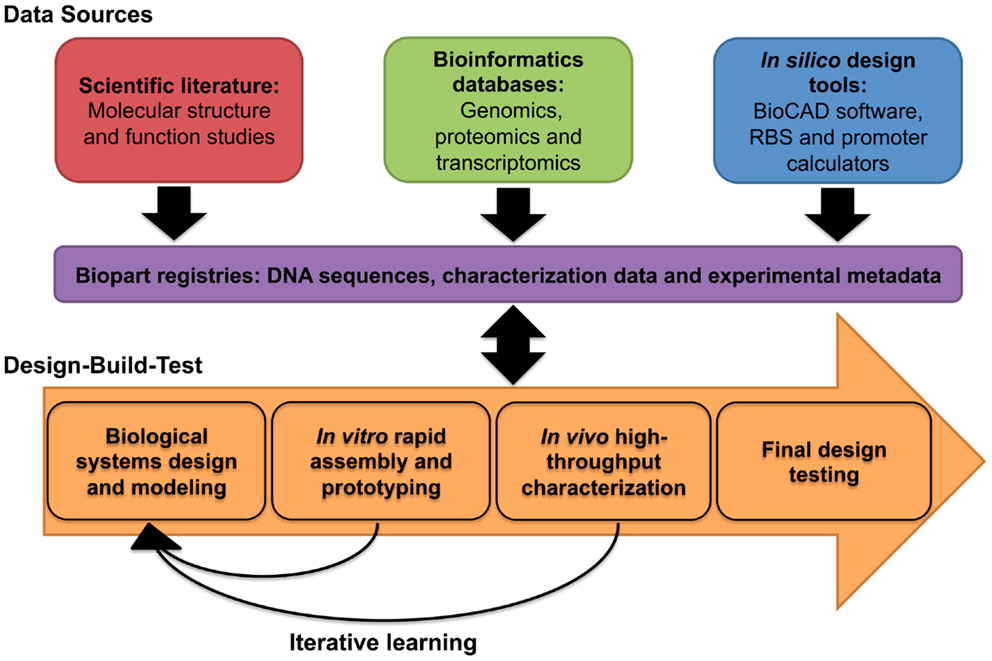 Data Sources
Scientific literature:
Molecular structure
and function studies
Bioinformatics
databases:
Genomics,
proteomics and
transcriptomics
In silico design
tools:
BioCAD software,
RBS and promoter
calculators
Biopart registries: DNA sequences, characterization data and experimental metadata
Design-Build-Test
Biological
systems design
and modeling
In vitro rapid
assembly and
prototyping
In vivo high-
throughput
characterization
Final design
testing
Iterative learning